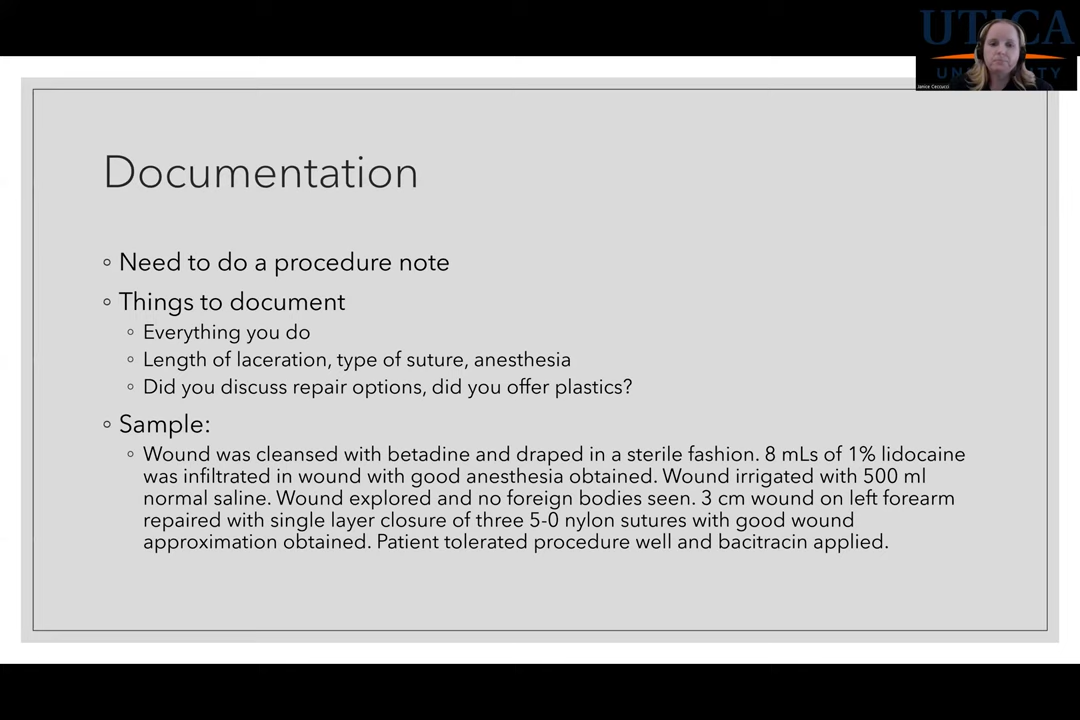 UTICA
UNIVERSITY
Janice Ceccucci
Documentation
Need to do a procedure note
Things to document
Everything you do
Length of laceration, type of suture, anesthesia
Did you discuss repair options, did you offer plastics?
Sample:
Wound was cleansed with betadine and draped in a sterile fashion. 8 mLs of 1% lidocaine
was infiltrated in wound with good anesthesia obtained. Wound irrigated with 500 ml
normal saline. Wound explored and no foreign bodies seen. 3 cm wound on left forearm
repaired with single layer closure of three 5-0 nylon sutures with good wound
approximation obtained. Patient tolerated procedure well and bacitracin applied.